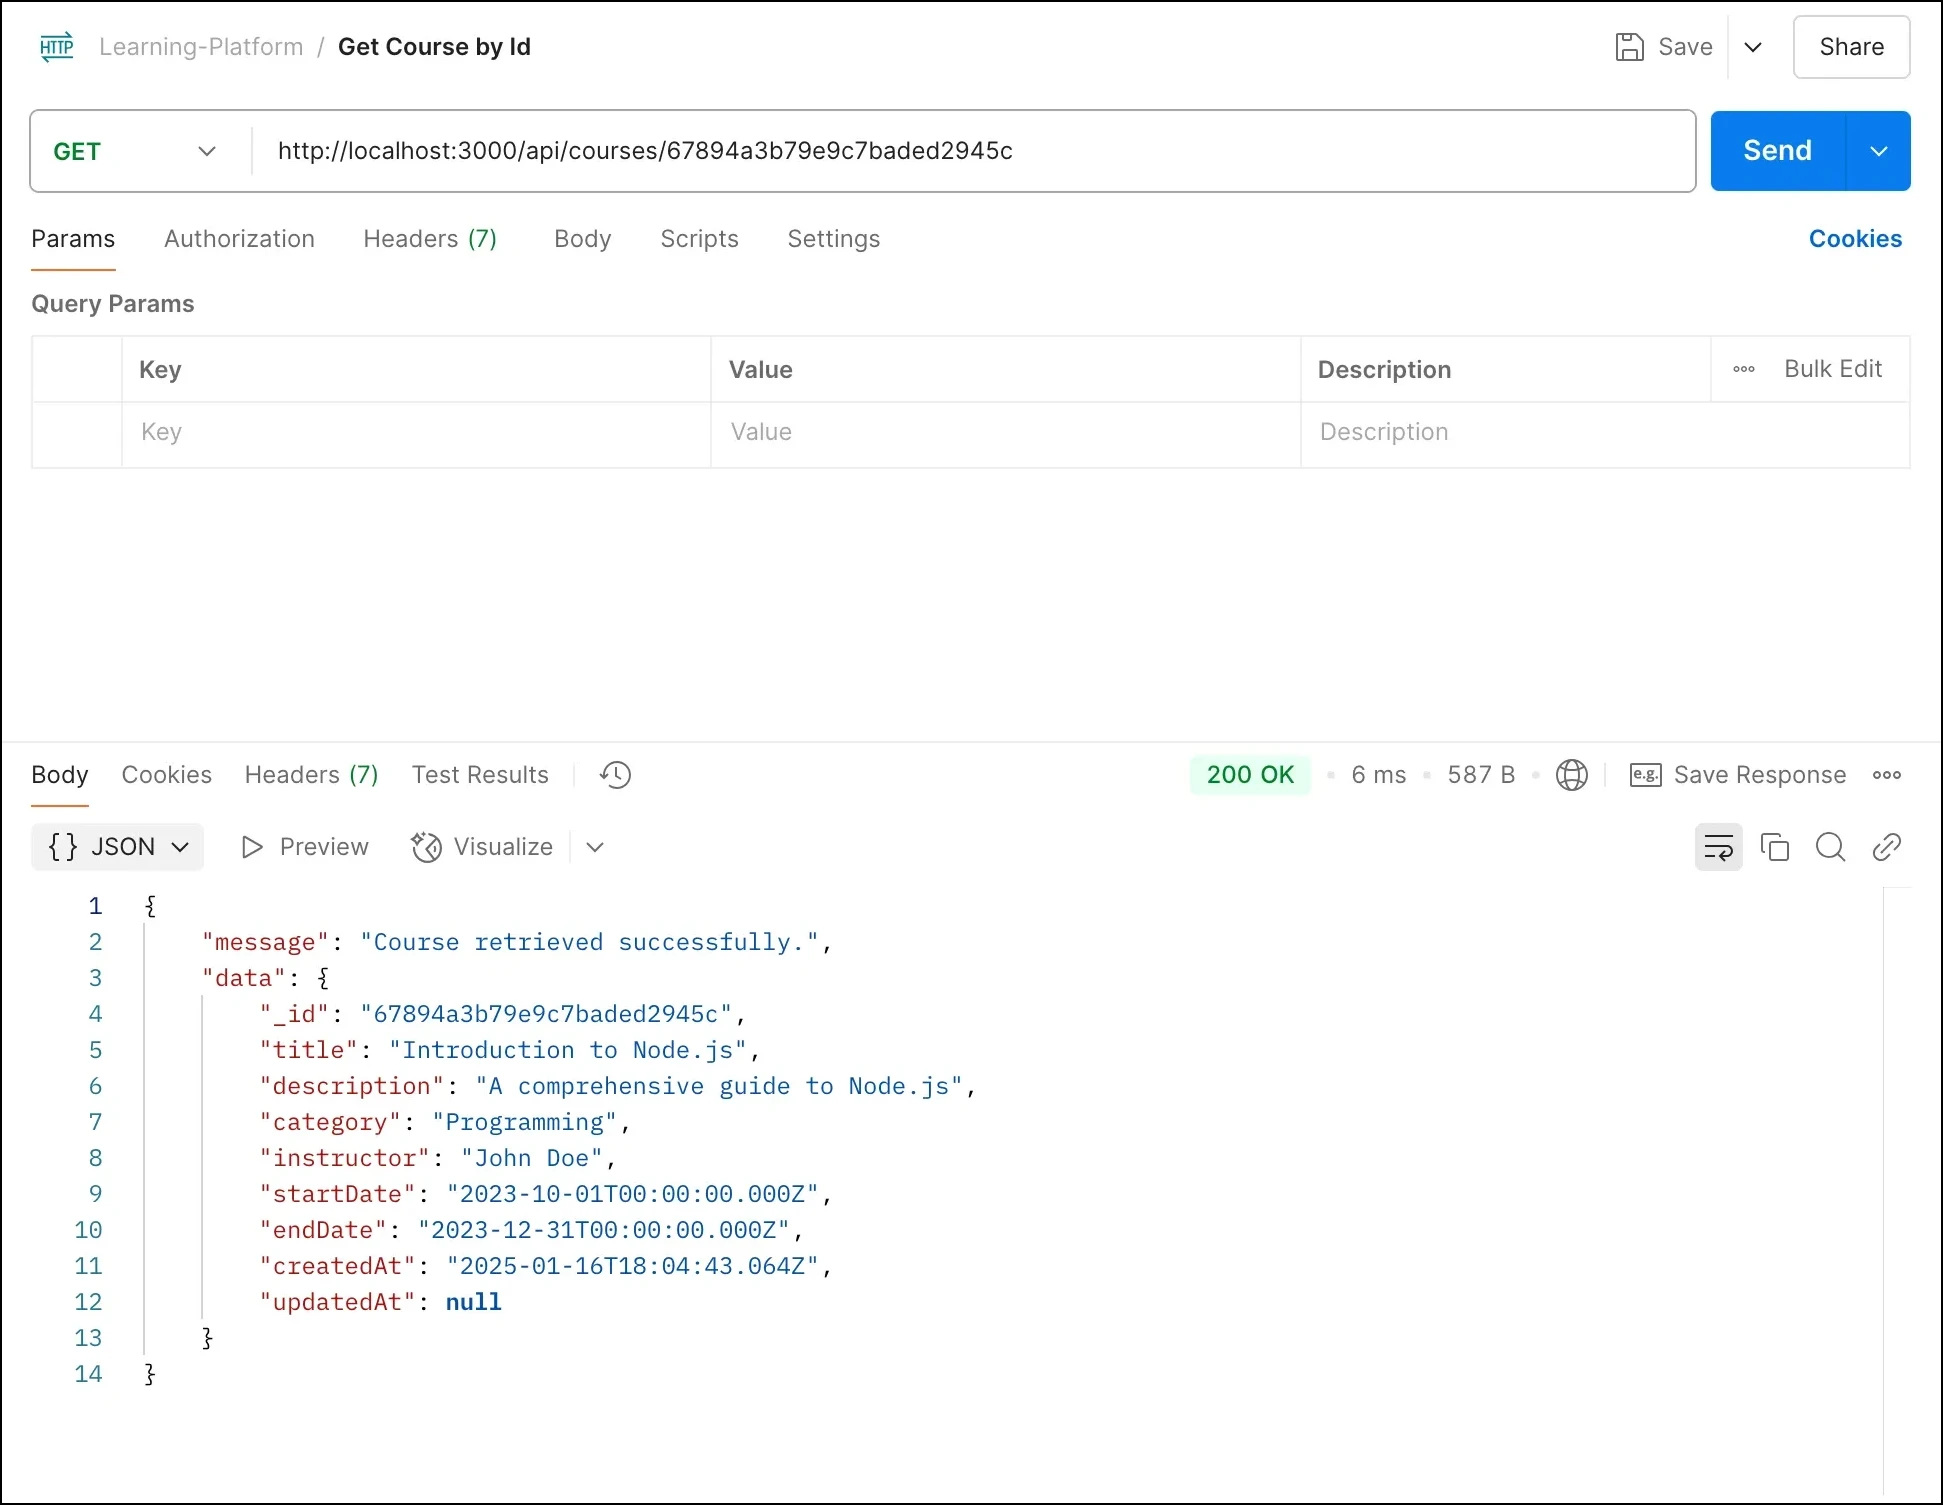 HTTP Learning-Platform / Get Course by Id Save Share
GET http://localhost:3000/api/courses/67894a3b79e9c7baded2945c Send
Params Authorization Headers (7) Body Scripts Settings Cookies
Query Params
Key Value Description ooo Bulk Edit
Key Value Description
Body Cookies Headers (7) Test Results 200 OK 6 ms 587 B e.g. Save Response ooo
{} JSON Preview Visualize
1 {
2 "message": "Course retrieved successfully.",
3 "data": {
4 "_id": "67894a3b79e9c7baded2945c",
5 "title": "Introduction to Node.js",
6 "description": "A comprehensive guide to Node.js",
7 "category": "Programming",
8 "instructor": "John Doe",
9 "startDate": "2023-10-01T00:00:00.000Z",
10 "endDate": "2023-12-31T00:00:00.000Z",
11 "createdAt": "2025-01-16T18:04:43.064Z",
12 "updatedAt": null
13 }
14 }